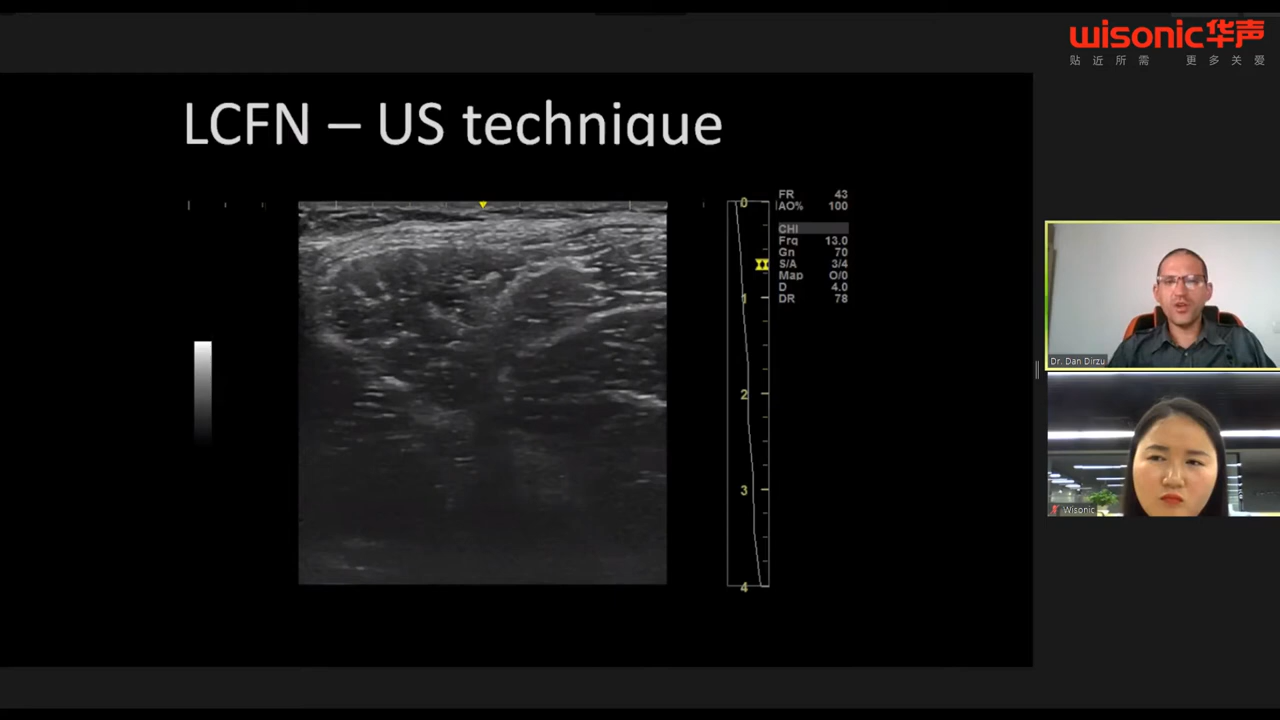 wisonic华声
贴近所需 更多关爱
LCFN – US technique
0
1
2
3
4
FR 43
AO% 100
CHI
Frq 13.0
Gn 70
S/A 3/4
Map 0/0
D 4.0
DR 78
Dr. Dan Dirzu
Wisonic